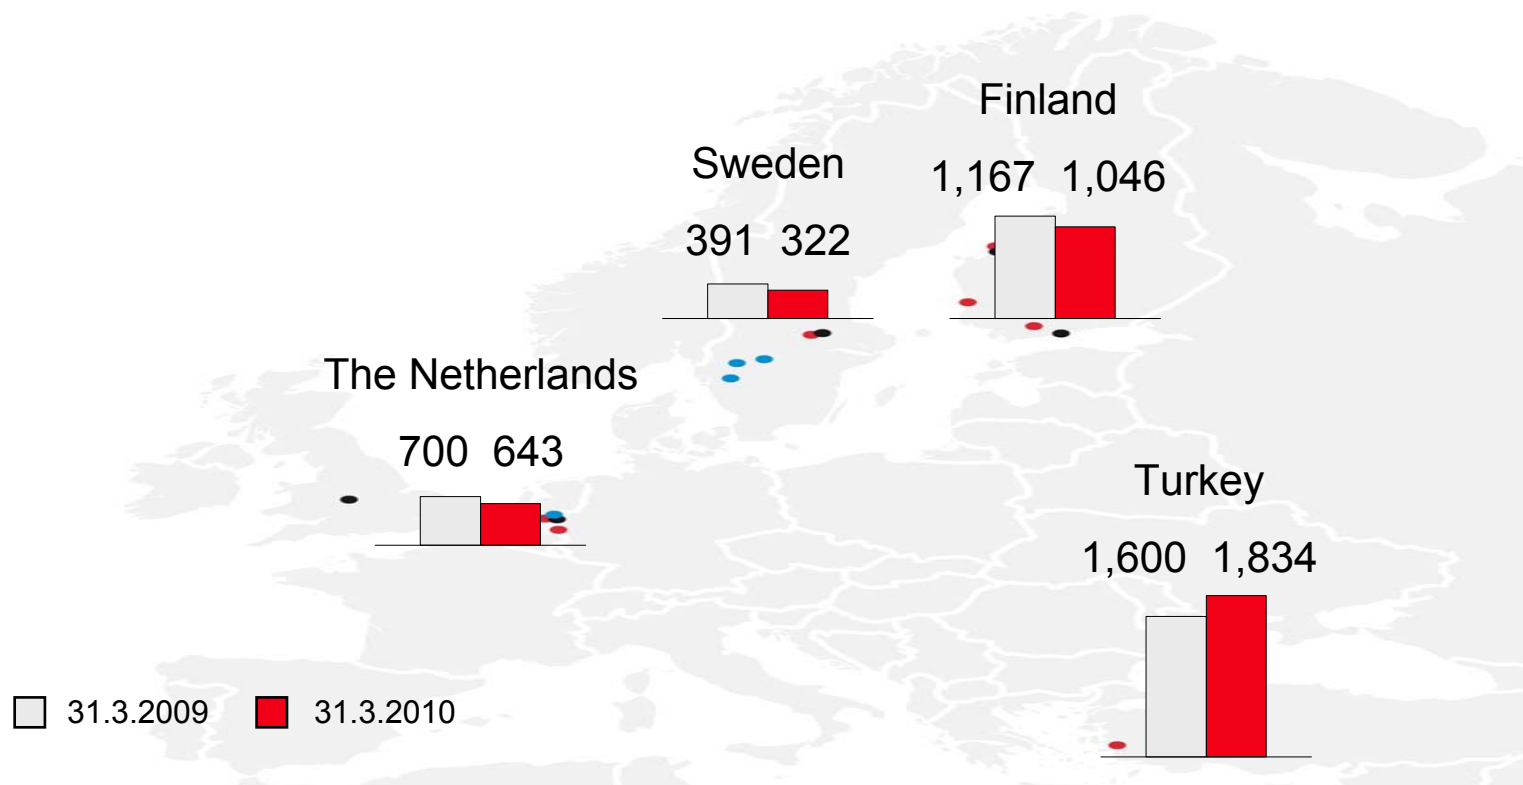 Finland
1,167 1,046
Sweden
391 322
The Netherlands
700 643
Turkey
1,600 1,834
31.3.2009 31.3.2010